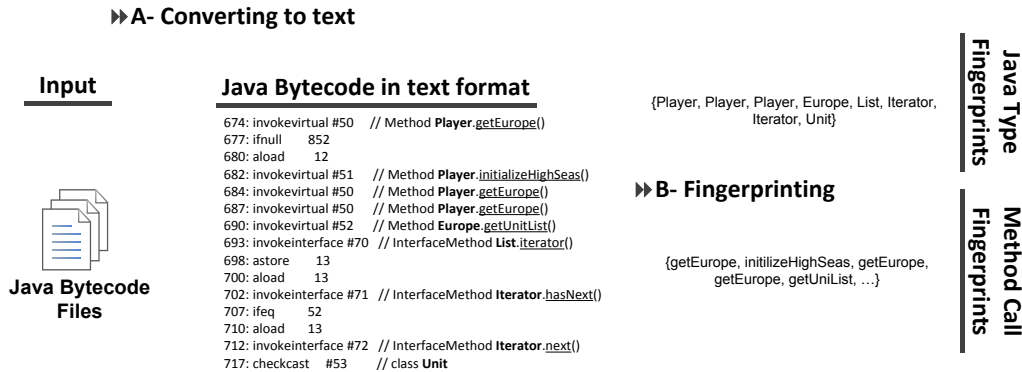 A- Converting to text
Input
Java Bytecode
Files
Java Bytecode in text format
674: invokevirtual #50 // Method Player.getEurope()
677: ifnull 852
680: aload 12
682: invokevirtual #51 // Method Player.initializeHighSeas()
684: invokevirtual #50 // Method Player.getEurope()
687: invokevirtual #50 // Method Player.getEurope()
690: invokevirtual #52 // Method Europe.getUnitList()
693: invokeinterface #70 // InterfaceMethod List.iterator()
698: astore 13
700: aload 13
702: invokeinterface #71 // InterfaceMethod Iterator.hasNext()
707: ifeq 52
710: aload 13
712: invokeinterface #72 // InterfaceMethod Iterator.next()
717: checkcast #53 // class Unit
{Player, Player, Player, Europe, List, Iterator,
Iterator, Unit}
Java Type
Fingerprints
B- Fingerprinting
{getEurope, initilizeHighSeas, getEurope,
getEurope, getUniList, …}
Method Call
Fingerprints